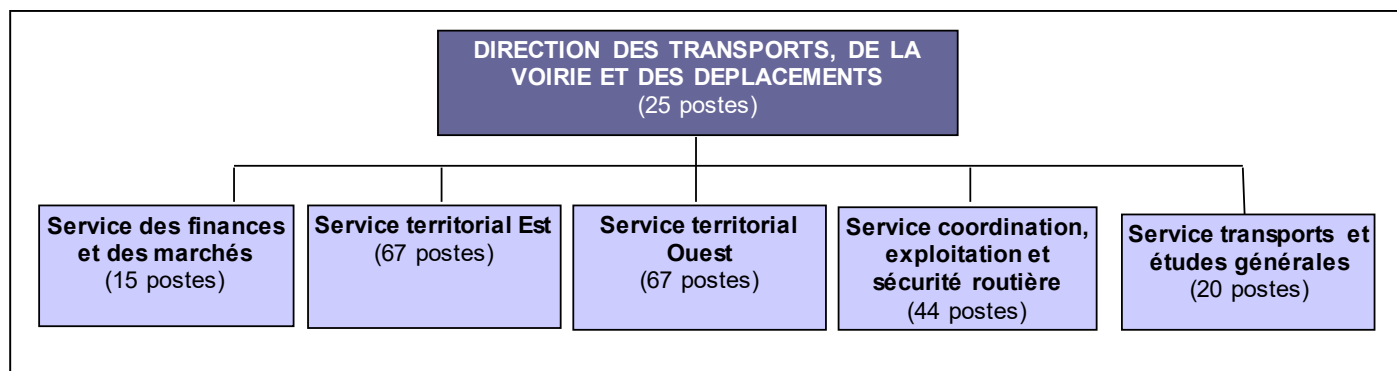 DIRECTION DES TRANSPORTS, DE LA
VOIRIE ET DES DEPLACEMENTS
(25 postes)
Service des finances
et des marchés
(15 postes)
Service territorial Est
(67 postes)
Service territorial
Ouest
(67 postes)
Service coordination,
exploitation et
sécurité routière
(44 postes)
Service transports et
études générales
(20 postes)